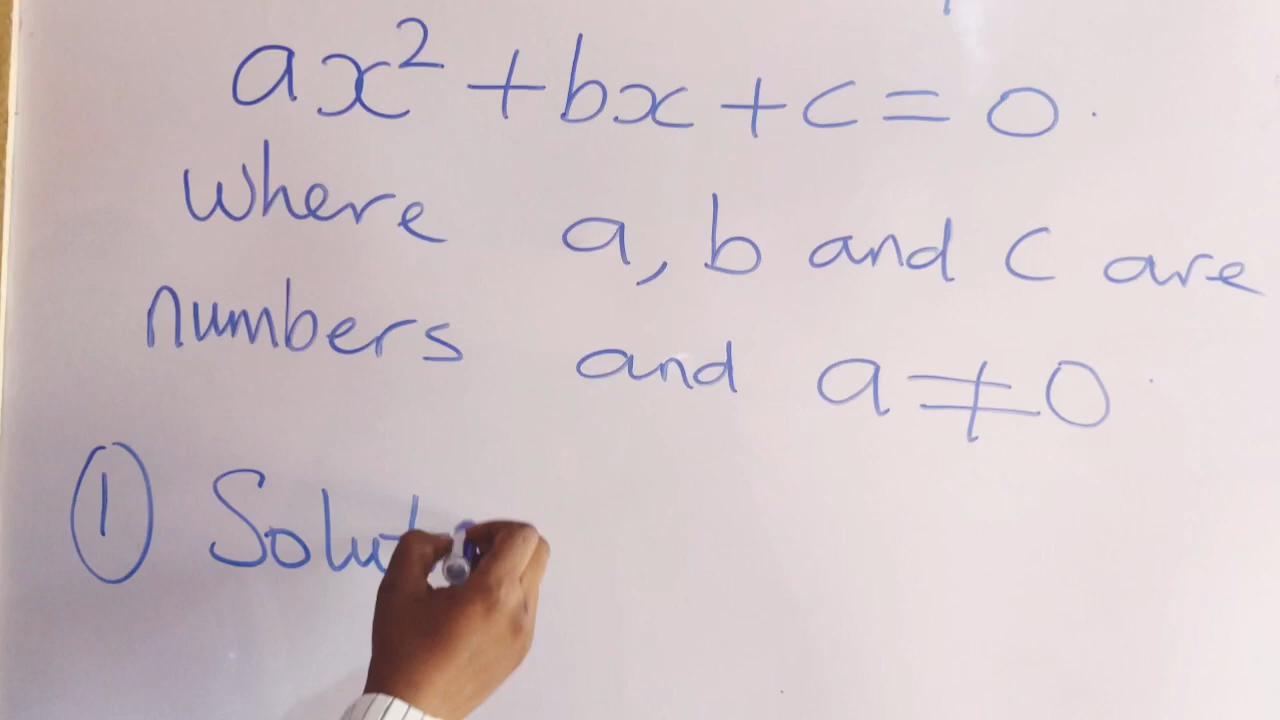 ax² + bx + c = 0.
where a, b and c are
numbers and a ≠ 0
① Solut